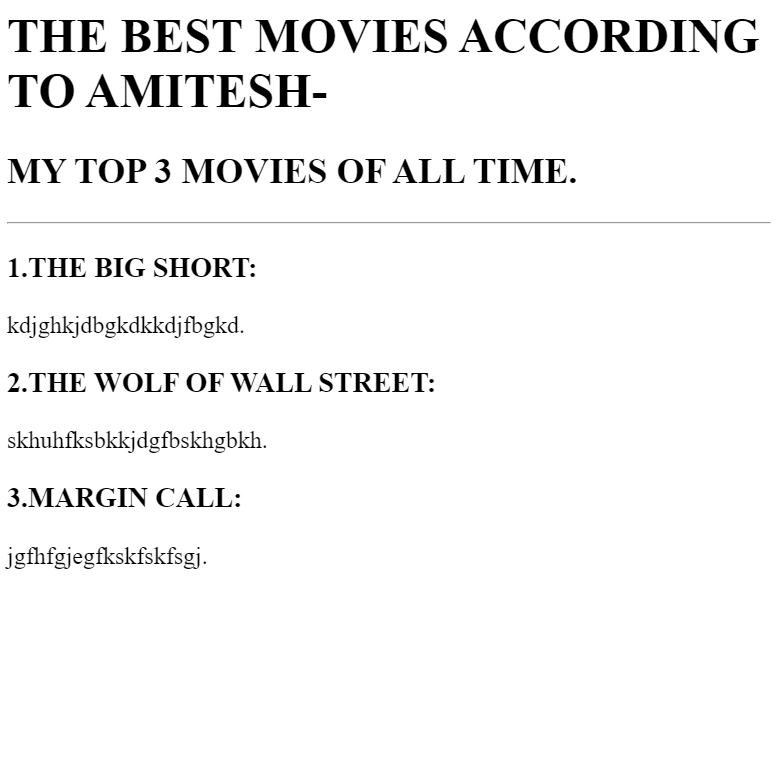 THE BEST MOVIES ACCORDING
TO AMITESH-
MY TOP 3 MOVIES OF ALL TIME.
1.THE BIG SHORT:
kdjghkjdbgkdkkdjfbgkd.
2.THE WOLF OF WALL STREET:
skhuhfksbkkjdgfbskhgbkh.
3.MARGIN CALL:
jgfhfgjegfkskfskfsgj.